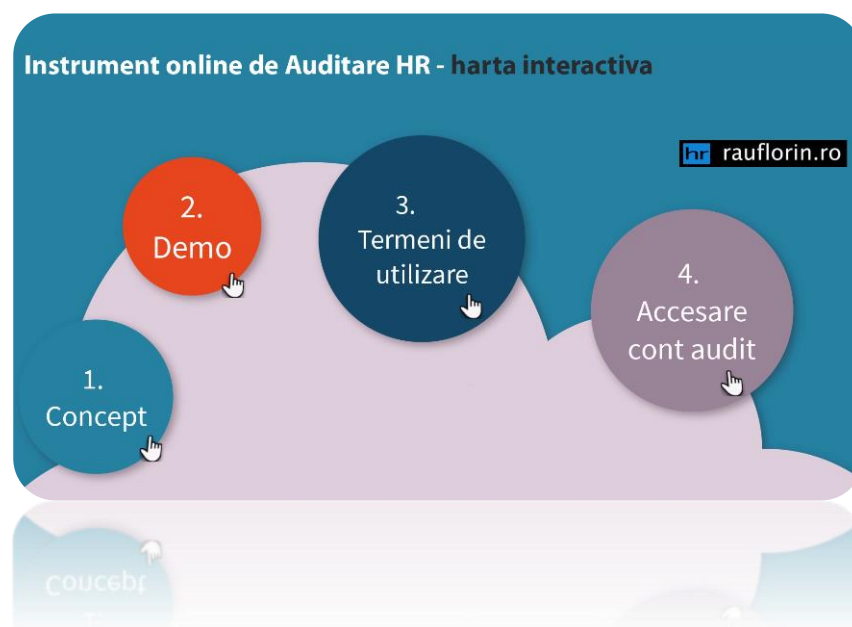 Instrument online de Auditare HR - harta interactiva
hr rauflorin.ro
2.
Demo
3.
Termeni de
utilizare
4.
Accesare
cont audit
1.
Concept